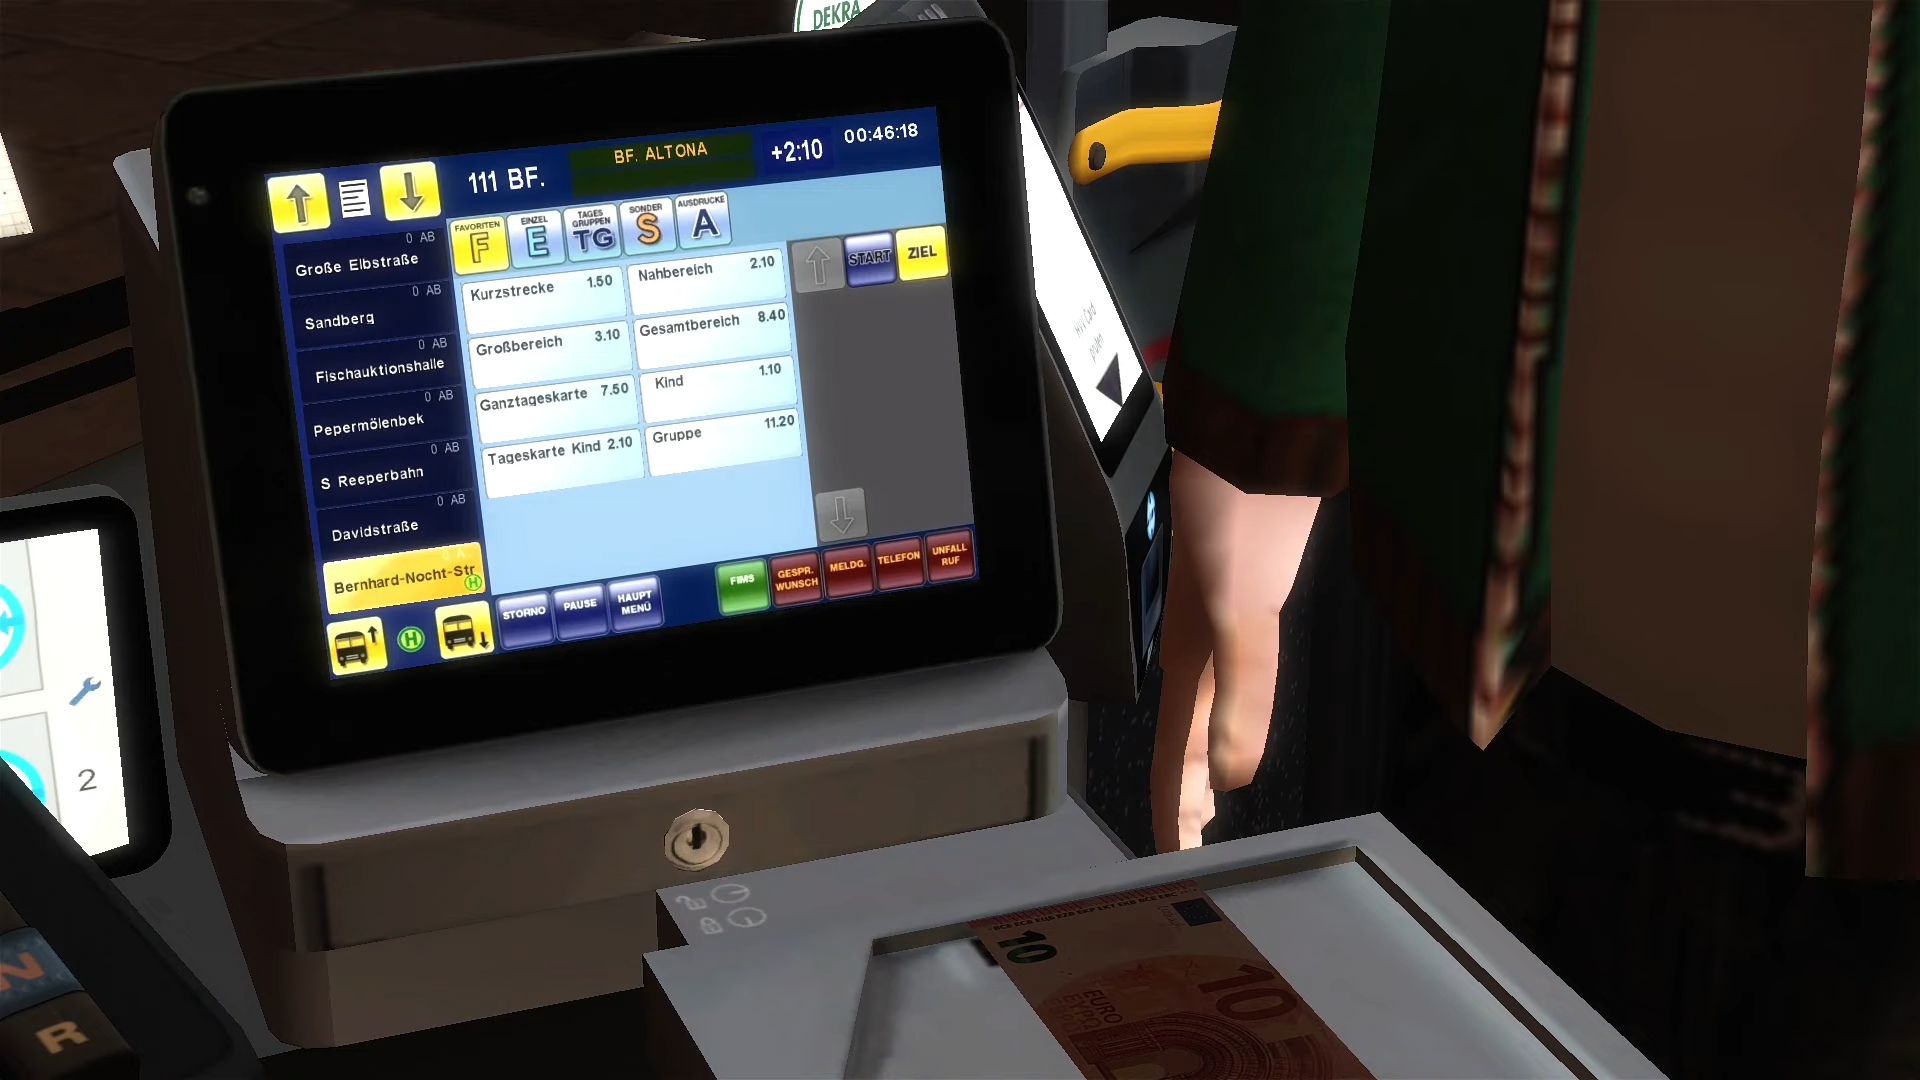 DEKRA
111 BF.
BF. ALTONA
+2:10
00:46:18
FAVORITEN
F
EINZEL
E
TAGES
GRUPPEN
TG
SONDER
S
AUSDRUCKE
A
0 AB
Große Elbstraße
0 AB
Sandberg
0 AB
Fischauktionshalle
0 AB
Pepermölenbek
0 AB
S Reeperbahn
0 AB
Davidstraße
0 A
Bernhard-Nocht-Str
H
H
Kurzstrecke 1.50
Nahbereich 2.10
Großbereich 3.10
Gesamtbereich 8.40
Ganztageskarte 7.50
Kind 1.10
Tageskarte Kind 2.10
Gruppe 11.20
START
ZIEL
STORNO
PAUSE
HAUPT
MENÜ
FIMS
GESPR.
WUNSCH
MELDG.
TELEFON
UNFALL
RUF
2
N
R
10
10
EURO